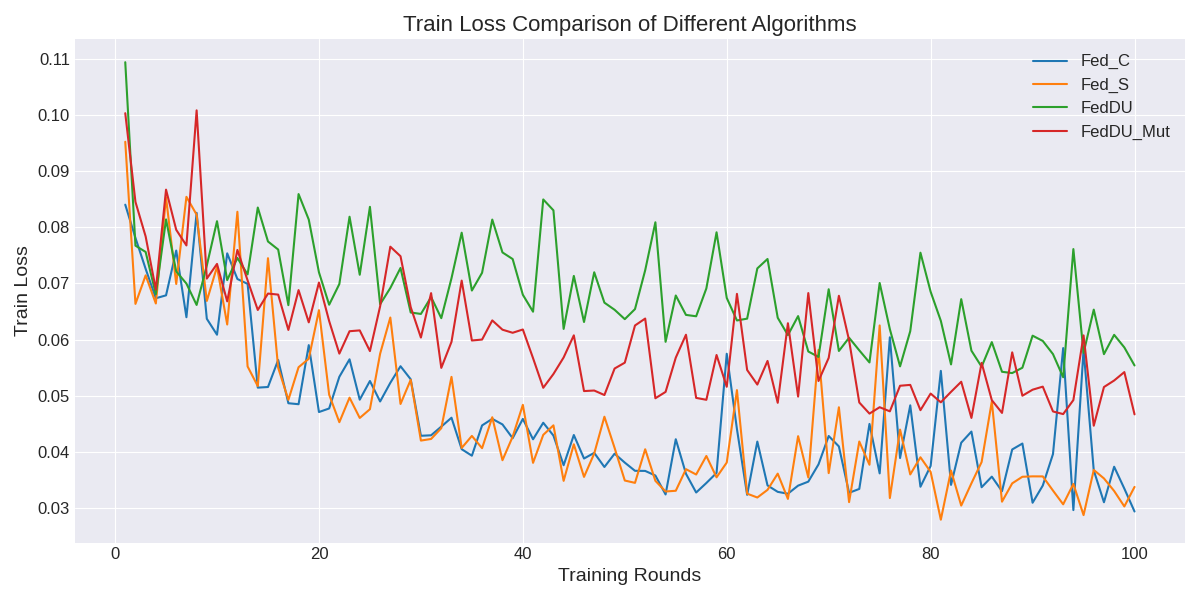 Train Loss Comparison of Different Algorithms
Train Loss
0.11
0.10
0.09
0.08
0.07
0.06
0.05
0.04
0.03
Fed_C
Fed_S
FedDU
FedDU_Mut
0 20 40 60 80 100
Training Rounds